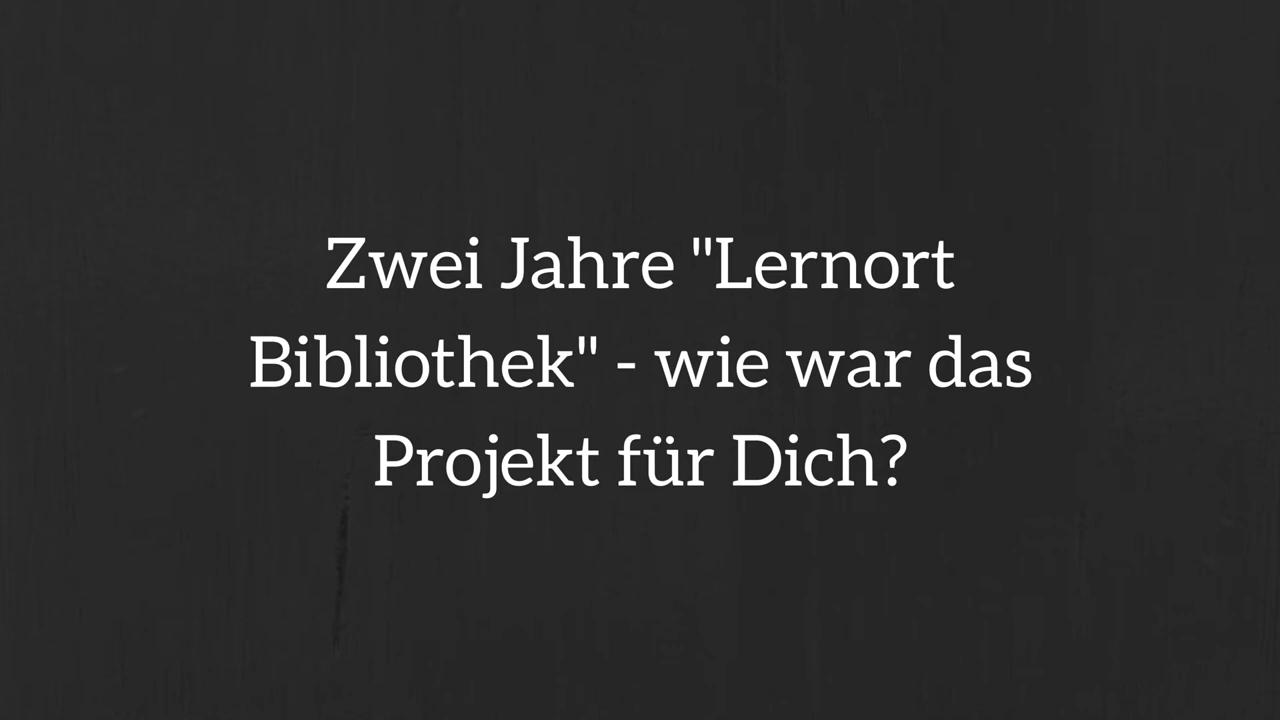 Zwei Jahre "Lernort
Bibliothek" - wie war das
Projekt für Dich?